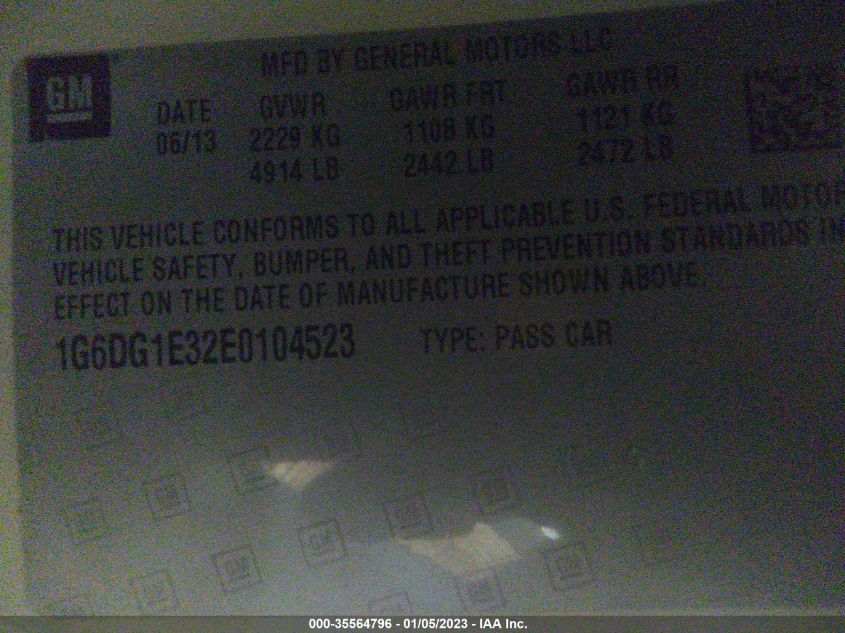 GM
MFD BY GENERAL MOTORS LLC
DATE GVWR GAWR FRT GAWR RR
06/13 2229 KG 1108 KG 1121 KG
4914 LB 2442 LB 2472 LB
THIS VEHICLE CONFORMS TO ALL APPLICABLE U.S. FEDERAL MOTOR
VEHICLE SAFETY, BUMPER, AND THEFT PREVENTION STANDARDS IN
EFFECT ON THE DATE OF MANUFACTURE SHOWN ABOVE.
1G6DG1E32E0104523 TYPE: PASS CAR
000-35564796 - 01/05/2023 - IAA Inc.